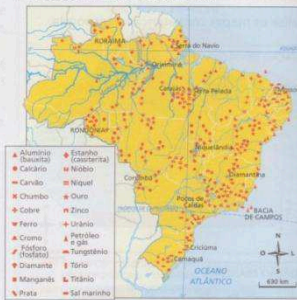 RORAIMA
Serra do Navio
Oriximiná
Carajás
Serra Pelada
RONDÔNIA
Niquelândia
Corumbá
Diamantina
Poços de
Caldas
BACIA
DE CAMPOS
Criciúma
Camaquã
OCEANO
ATLÂNTICO
N
O
L
S
630 km
Alumínio
(bauxita)
Calcário
Carvão
Chumbo
Cobre
Ferro
Cromo
Fósforo
(fosfato)
Diamante
Manganês
Prata
Estanho
(cassiterita)
Nióbio
Níquel
Ouro
Zinco
Urânio
Petróleo
e gás
Tungstênio
Tório
Titânio
Sal marinho